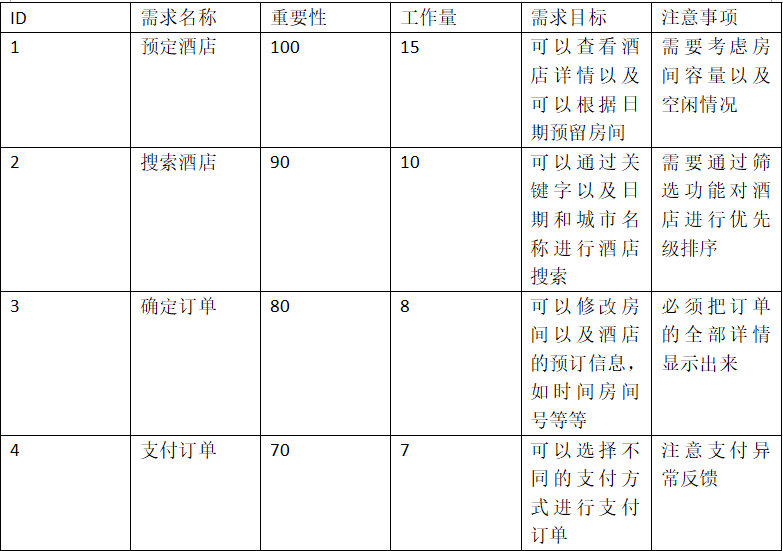 ID 需求名称 重要性 工作量 需求目标 注意事项
1 预定酒店 100 15 可以查看酒 需要考虑房
店详情以及 间容量以及
可以根据日 空闲情况
期预留房间
2 搜索酒店 90 10 可以通过关 需要通过筛
键字以及日 选功能对酒
期和城市名 店进行优先
称进行酒店 级排序
搜索
3 确定订单 80 8 可以修改房 必须把订单
间以及酒店 的全部详情
的预订信息， 显示出来
如时间房间
号等等
4 支付订单 70 7 可以选择不 注意支付异
同的支付方 常反馈
式进行支付
订单